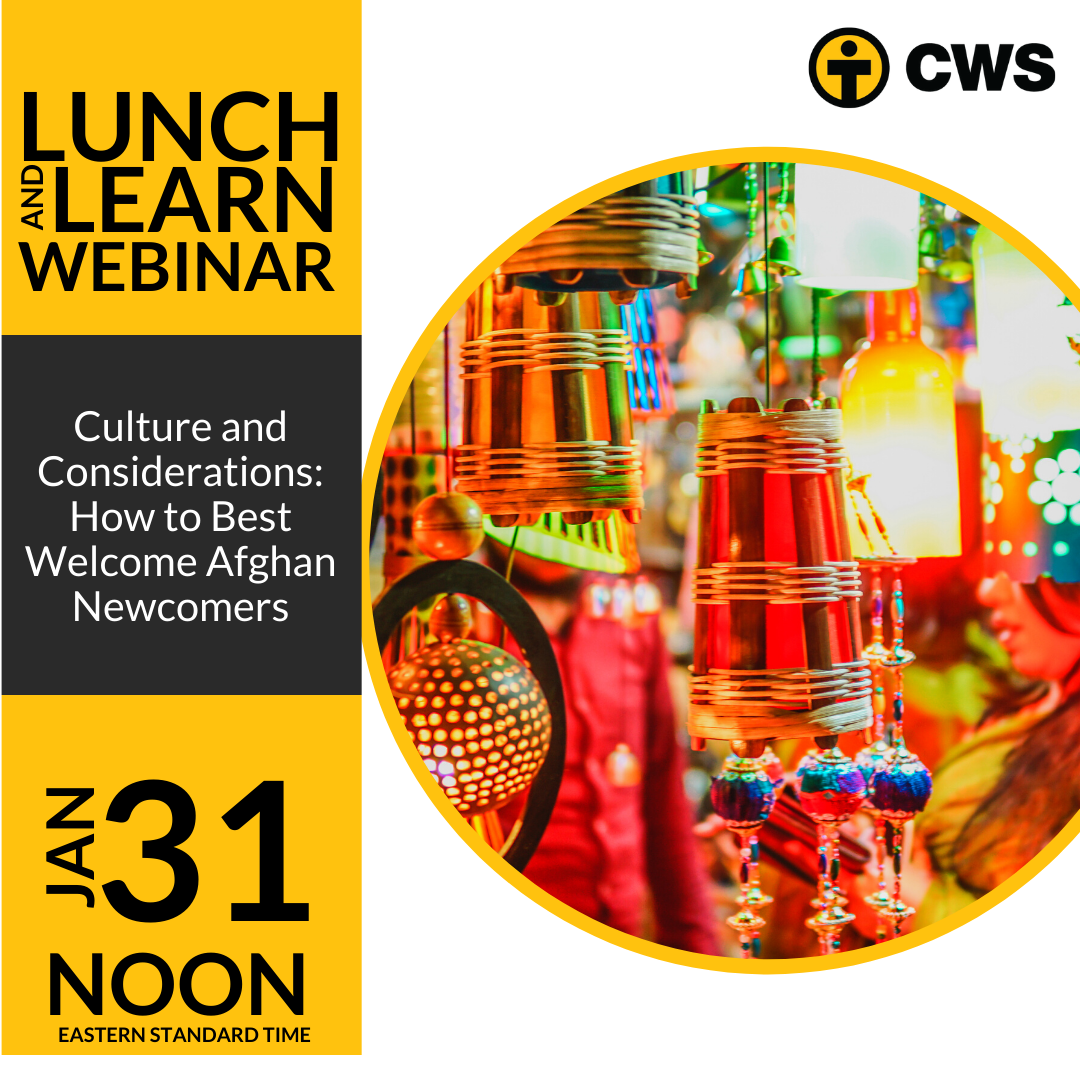 CWS
LUNCH
AND LEARN
WEBINAR
Culture and
Considerations:
How to Best
Welcome Afghan
Newcomers
JAN 31
NOON
EASTERN STANDARD TIME